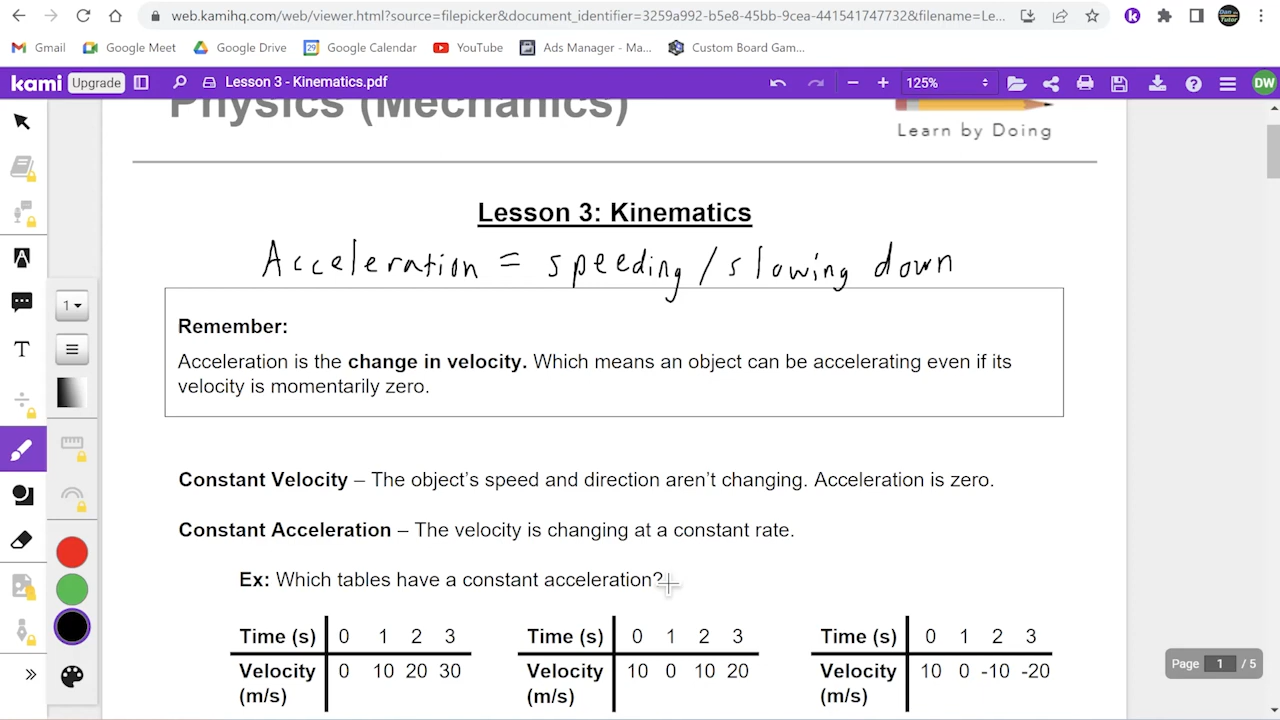 web.kamihq.com/web/viewer.html?source=filepicker&document_identifier=3259a992-b5e8-45bb-9cea-441541747732&filename=Le...
Gmail Google Meet Google Drive Google Calendar YouTube Ads Manager - Ma... Custom Board Gam...
kami Upgrade Lesson 3 - Kinematics.pdf 125% DW
Physics (Mechanics)
Learn by Doing
Lesson 3: Kinematics
Acceleration = speeding / slowing down
Remember:
Acceleration is the change in velocity. Which means an object can be accelerating even if its
velocity is momentarily zero.
Constant Velocity – The object's speed and direction aren't changing. Acceleration is zero.
Constant Acceleration – The velocity is changing at a constant rate.
Ex: Which tables have a constant acceleration?
Time (s) 0 1 2 3
Velocity 0 10 20 30
(m/s)
Time (s) 0 1 2 3
Velocity 10 0 10 20
(m/s)
Time (s) 0 1 2 3
Velocity 10 0 -10 -20
(m/s)
1
Page 1 / 5